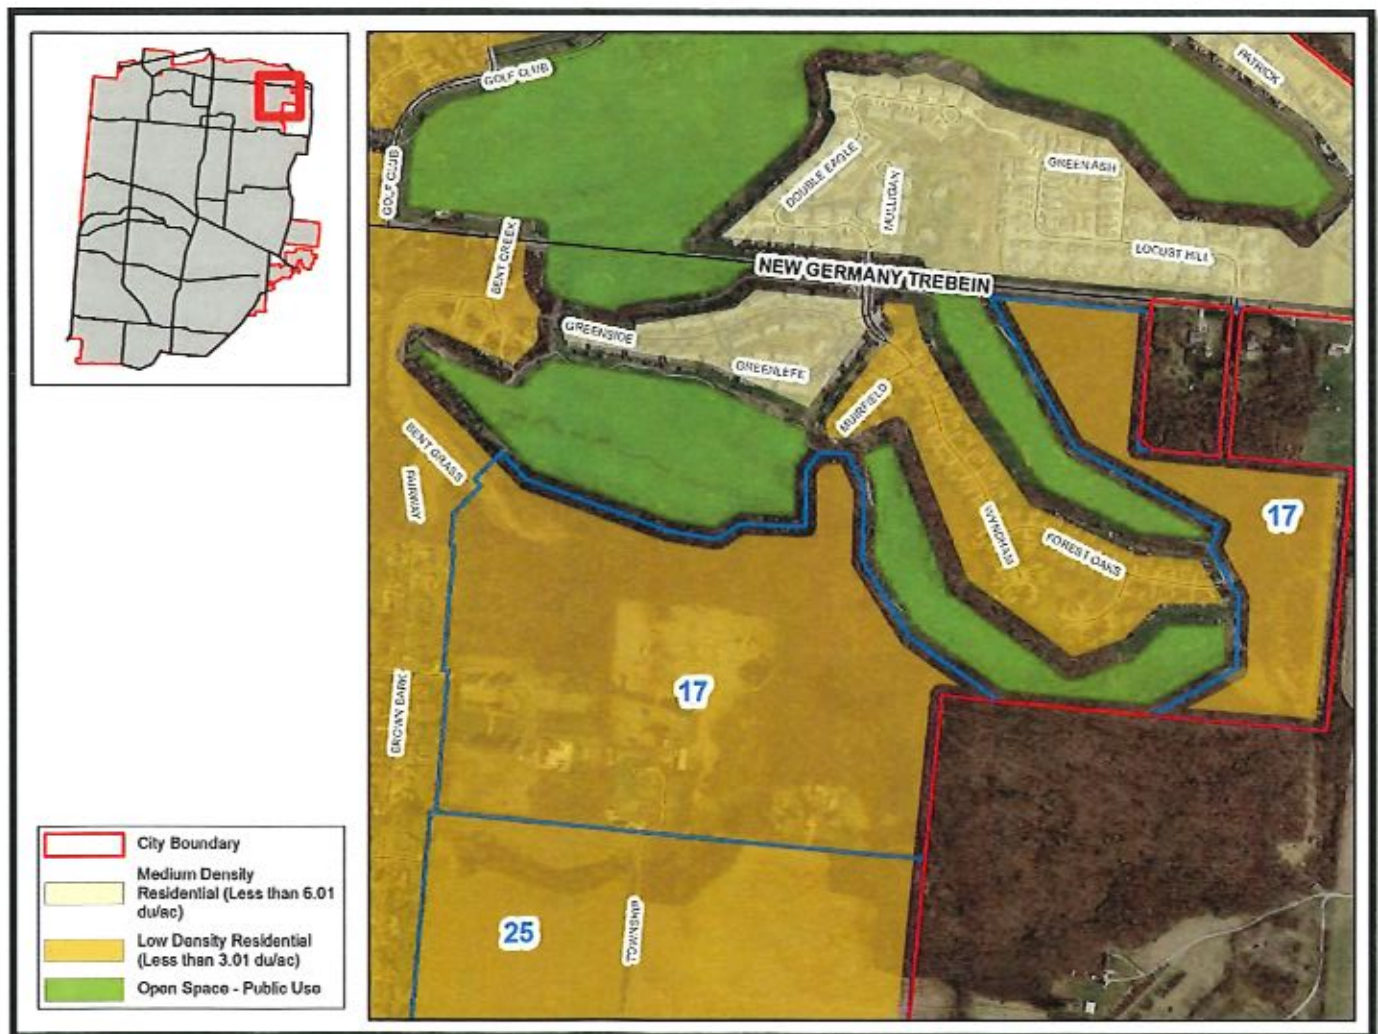 GOLF CLUB
PATRICK
GOLF CLUB
DOUBLE EAGLE
MULLIGAN
GREEN ASH
BENT CREEK
LOCUST HILL
NEW GERMANY TREBEIN
GREENSIDE
GREENLEFE
MUIRFIELD
BENT GRASS
FAIRWAY
WYNDHAM
FOREST OAKS
17
17
BROWN BARK
25
TOWNSHIP
City Boundary
Medium Density
Residential (Less than 6.01
du/ac)
Low Density Residential
(Less than 3.01 du/ac)
Open Space - Public Use